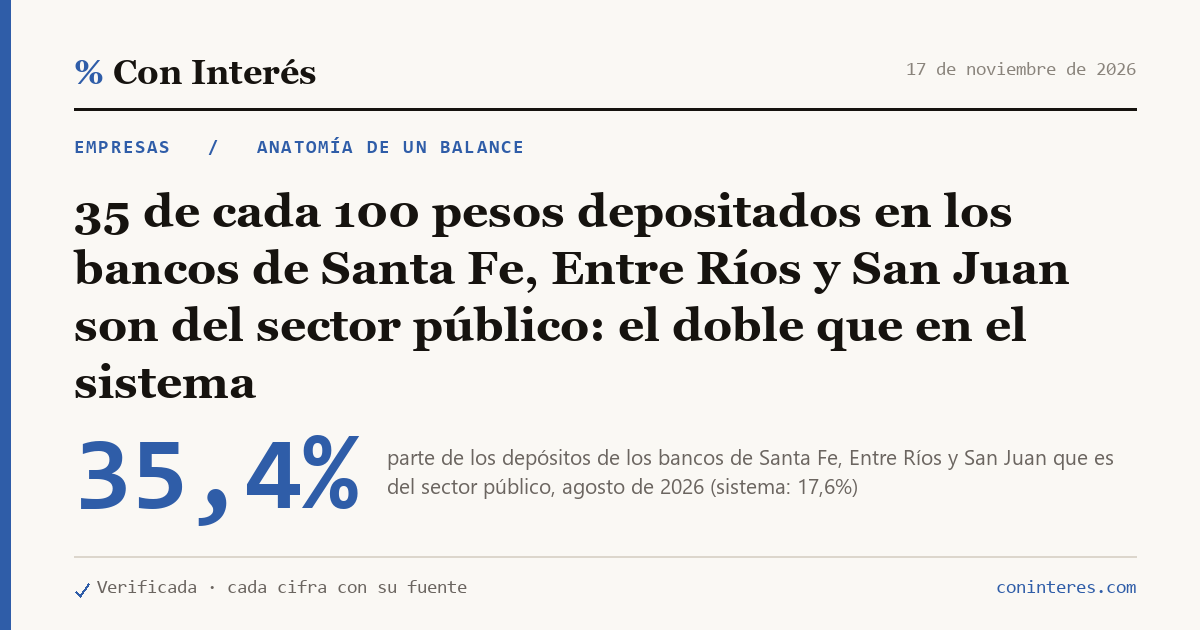 % Con Interés
17 de noviembre de 2026
EMPRESAS / ANATOMÍA DE UN BALANCE
35 de cada 100 pesos depositados en los
bancos de Santa Fe, Entre Ríos y San Juan
son del sector público: el doble que en el
sistema
35,4%
parte de los depósitos de los bancos de Santa Fe, Entre Ríos y San Juan que es
del sector público, agosto de 2026 (sistema: 17,6%)
✓ Verificada · cada cifra con su fuente
coninteres.com